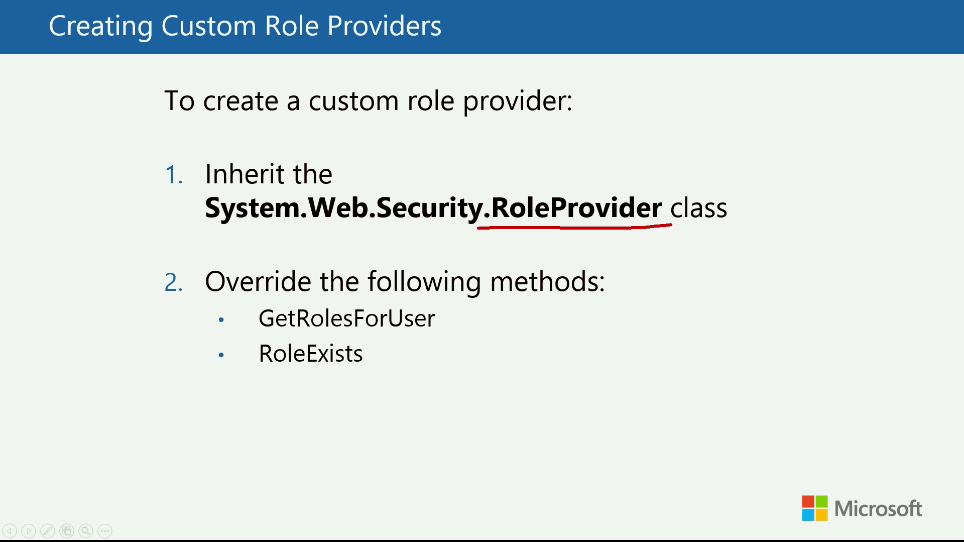 Creating Custom Role Providers
To create a custom role provider:
1. Inherit the
System.Web.Security.RoleProvider class
2. Override the following methods:
• GetRolesForUser
• RoleExists
Microsoft